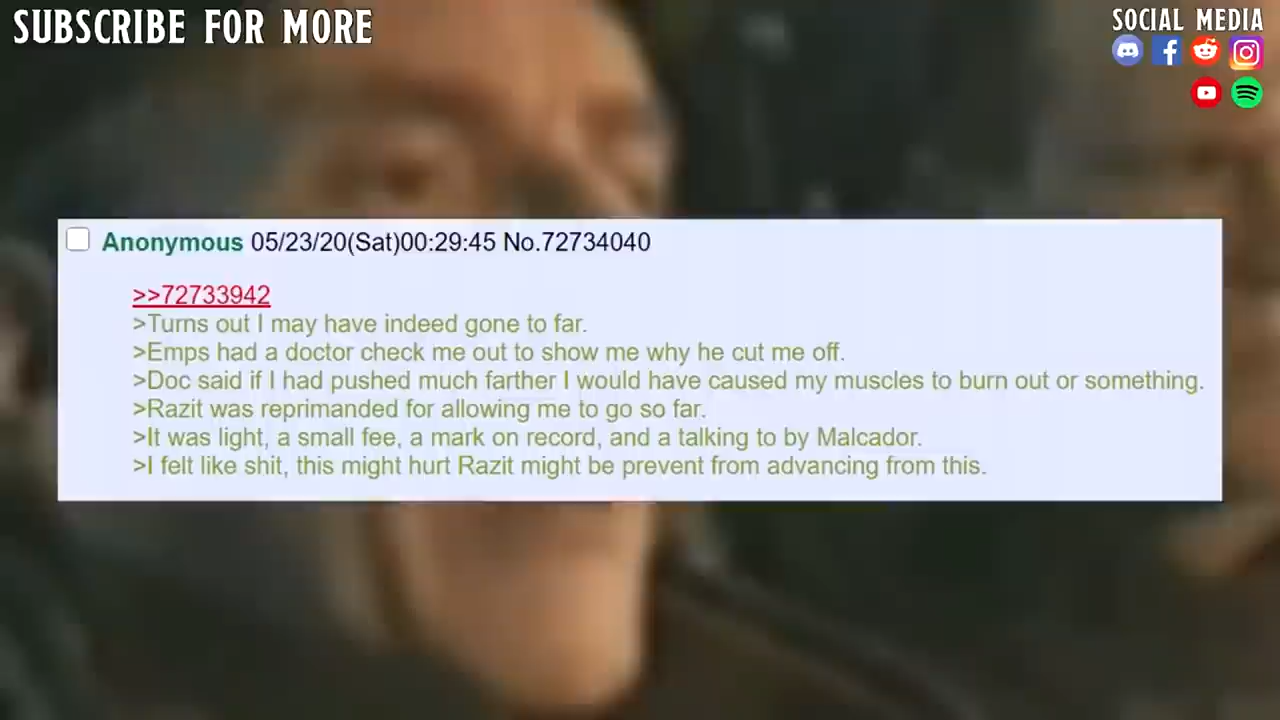 SUBSCRIBE FOR MORE
SOCIAL MEDIA
Anonymous 05/23/20(Sat)00:29:45 No.72734040
>>72733942
>Turns out I may have indeed gone to far.
>Emps had a doctor check me out to show me why he cut me off.
>Doc said if I had pushed much farther I would have caused my muscles to burn out or something.
>Razit was reprimanded for allowing me to go so far.
>It was light, a small fee, a mark on record, and a talking to by Malcador.
>I felt like shit, this might hurt Razit might be prevent from advancing from this.